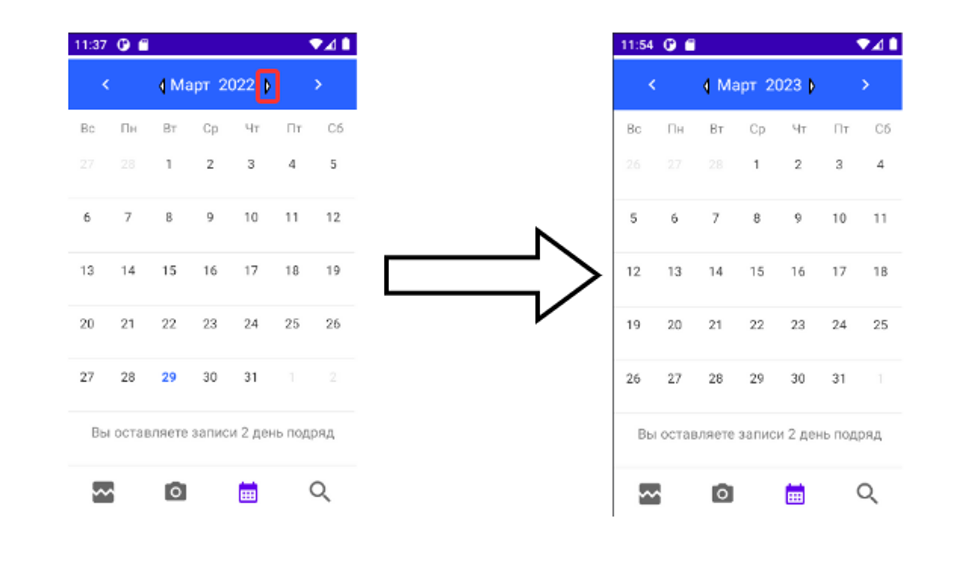 11:37
Март 2022
Вс Пн Вт Ср Чт Пт Сб
27 28 1 2 3 4 5
6 7 8 9 10 11 12
13 14 15 16 17 18 19
20 21 22 23 24 25 26
27 28 29 30 31 1 2
Вы оставляете записи 2 день подряд
11:54
Март 2023
Вс Пн Вт Ср Чт Пт Сб
26 27 28 1 2 3 4
5 6 7 8 9 10 11
12 13 14 15 16 17 18
19 20 21 22 23 24 25
26 27 28 29 30 31 1
Вы оставляете записи 2 день подряд